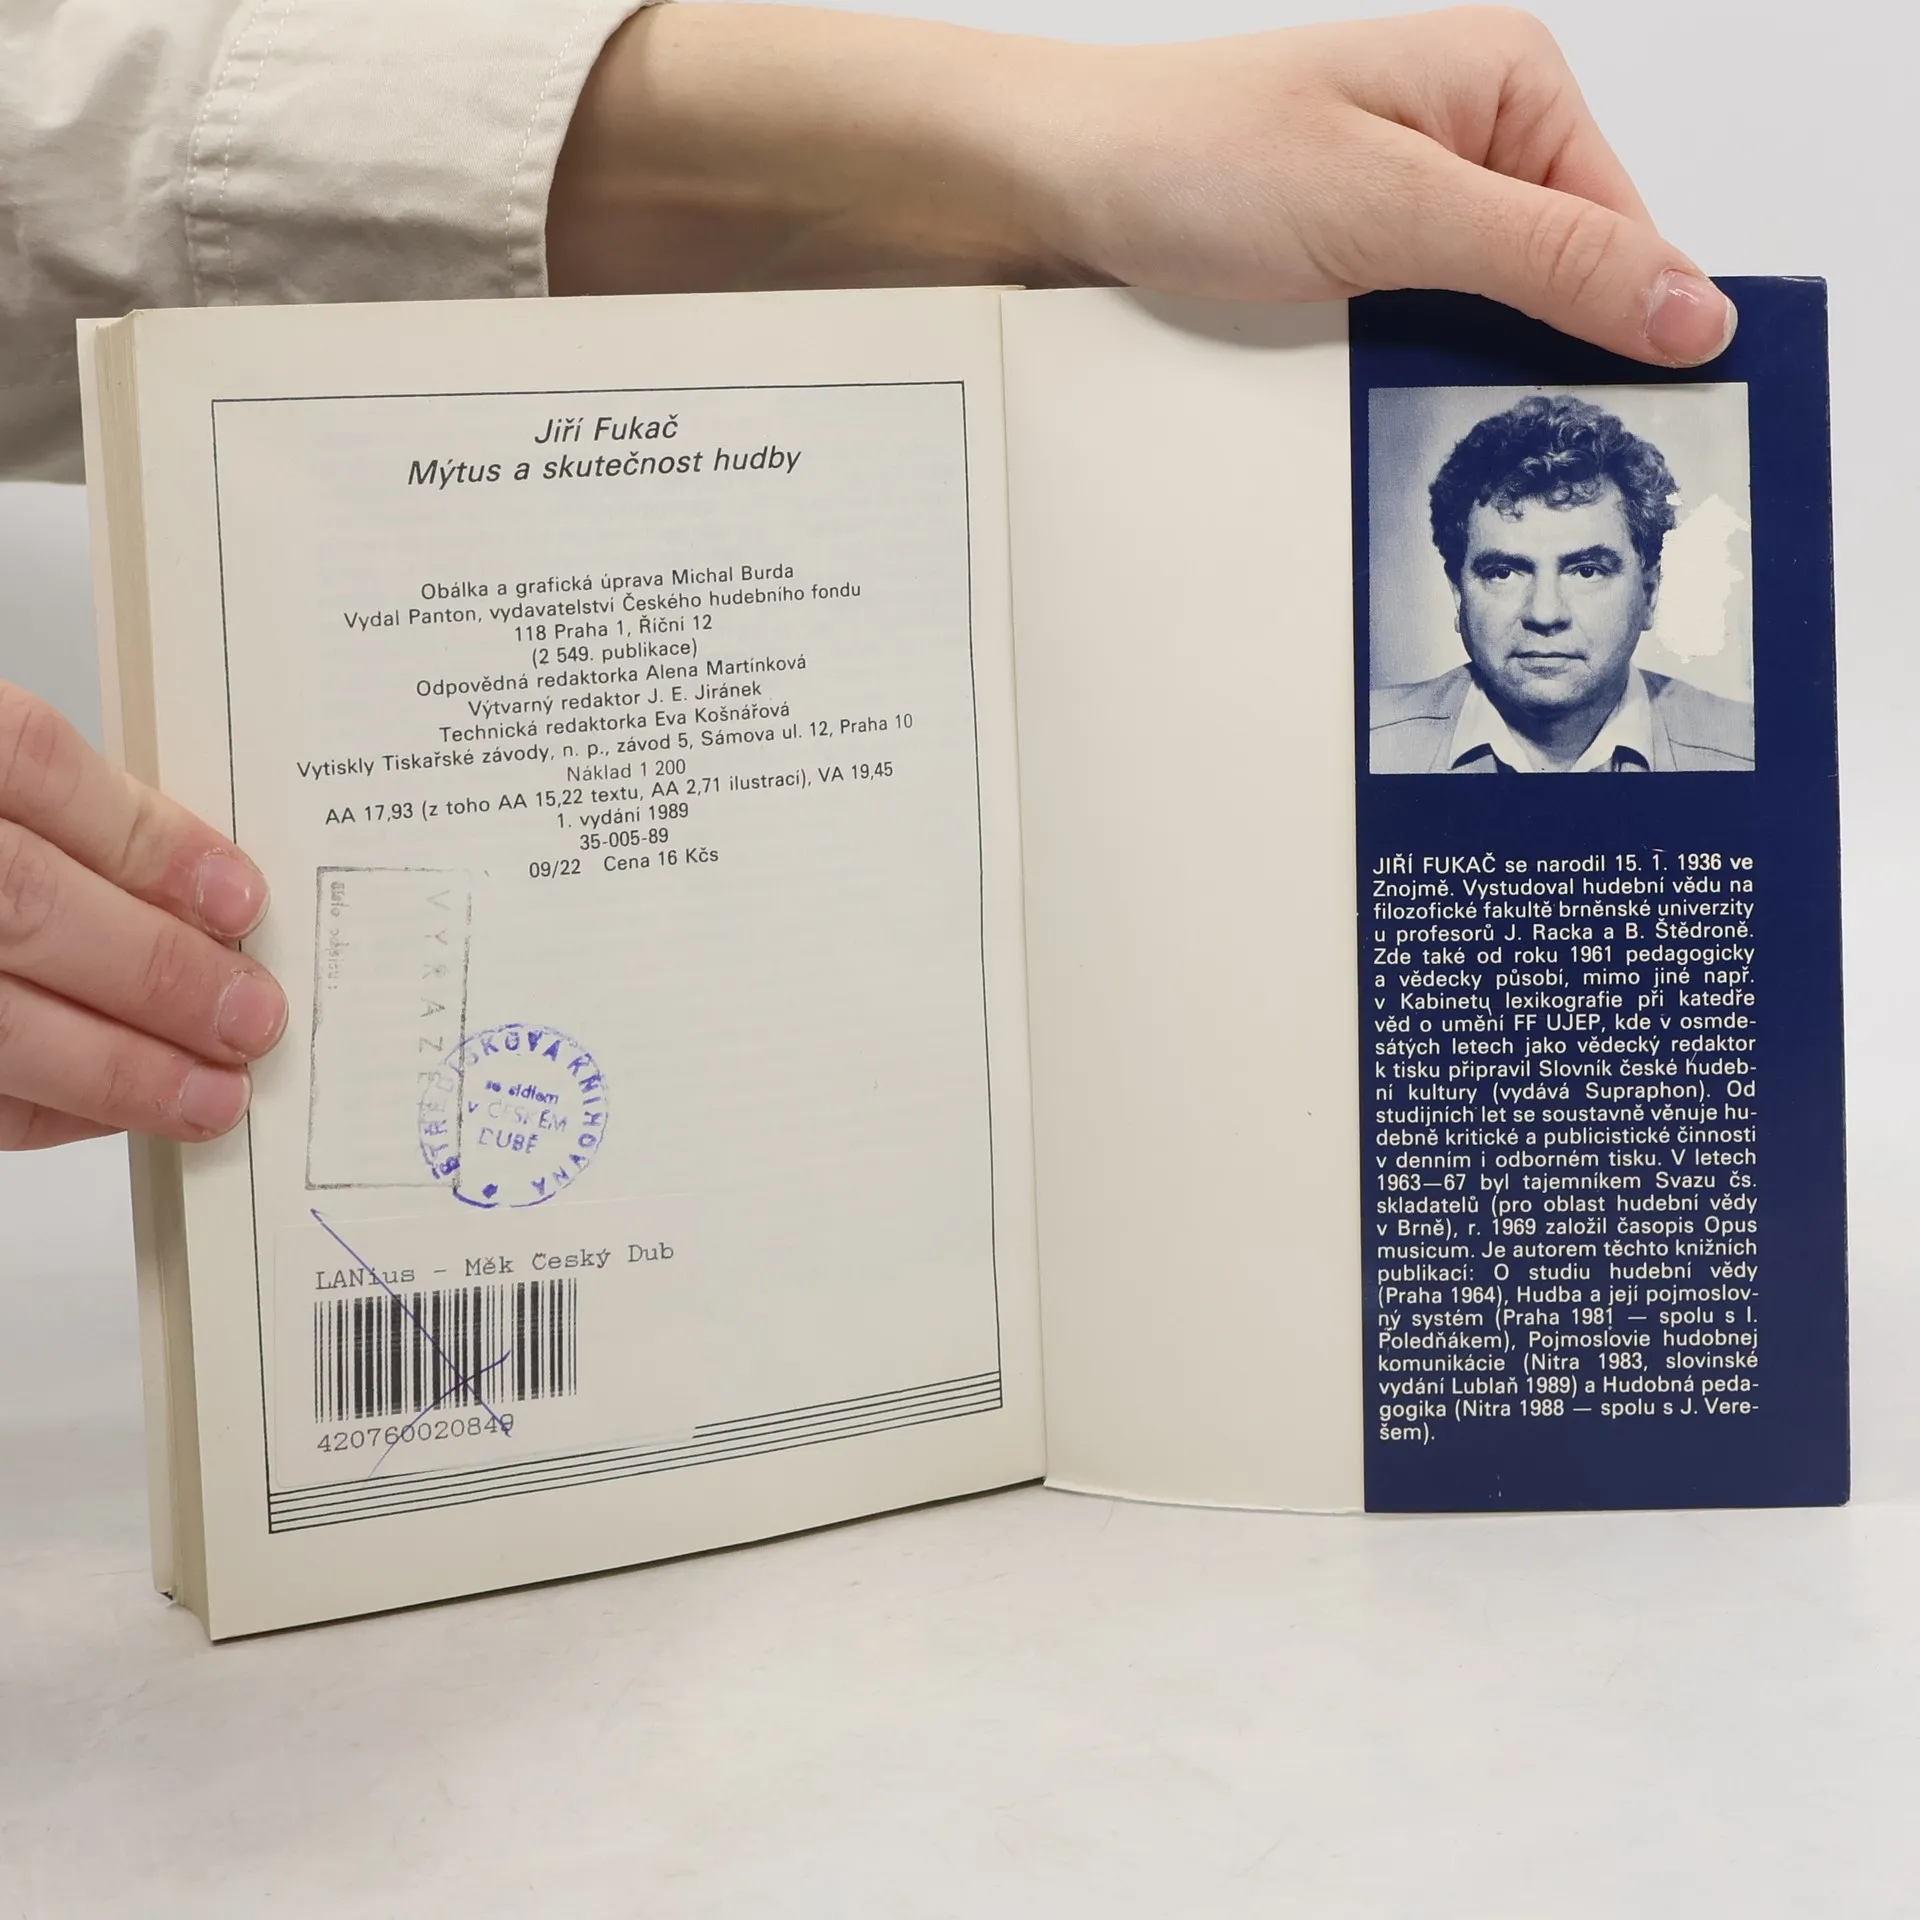 Jiří Fukač
Mýtus a skutečnost hudby
Obálka a grafická úprava Michal Burda
Vydal Panton, vydavatelství Českého hudebního fondu
118 Praha 1, Říční 12
(2 549. publikace)
Odpovědná redaktorka Alena Martínková
Výtvarný redaktor J. E. Jiránek
Technická redaktorka Eva Košnářová
Vytiskly Tiskařské závody, n. p., závod 5, Sámova ul. 12, Praha 10
Náklad 1 200
AA 17,93 (z toho AA 15,22 textu, AA 2,71 ilustrací), VA 19,45
1. vydání 1989
35-005-89
09/22 Cena 16 Kčs
KNIHOVNA
se sídlem
v ČESKÉM
DUBĚ
LANius - Měk Český Dub
420760020849
JIŘÍ FUKAČ se narodil 15. 1. 1936 ve
Znojmě. Vystudoval hudební vědu na
filozofické fakultě brněnské univerzity
u profesorů J. Racka a B. Štědroně.
Zde také od roku 1961 pedagogicky
a vědecky působí, mimo jiné např.
v Kabinetu lexikografie při katedře
věd o umění FF UJEP, kde v osmde-
sátých letech jako vědecký redaktor
k tisku připravil Slovník české hudeb-
ní kultury (vydává Supraphon). Od
studijních let se soustavně věnuje hu-
debně kritické a publicistické činnosti
v denním i odborném tisku. V letech
1963—67 byl tajemníkem Svazu čs.
skladatelů (pro oblast hudební vědy
v Brně), r. 1969 založil časopis Opus
musicum. Je autorem těchto knižních
publikací: O studiu hudební vědy
(Praha 1964), Hudba a její pojmoslov-
ný systém (Praha 1981 — spolu s I.
Poledňákem), Pojmoslovie hudobnej
komunikácie (Nitra 1983, slovinské
vydání Lublaň 1989) a Hudobná peda-
gogika (Nitra 1988 — spolu s J. Vere-
šem).